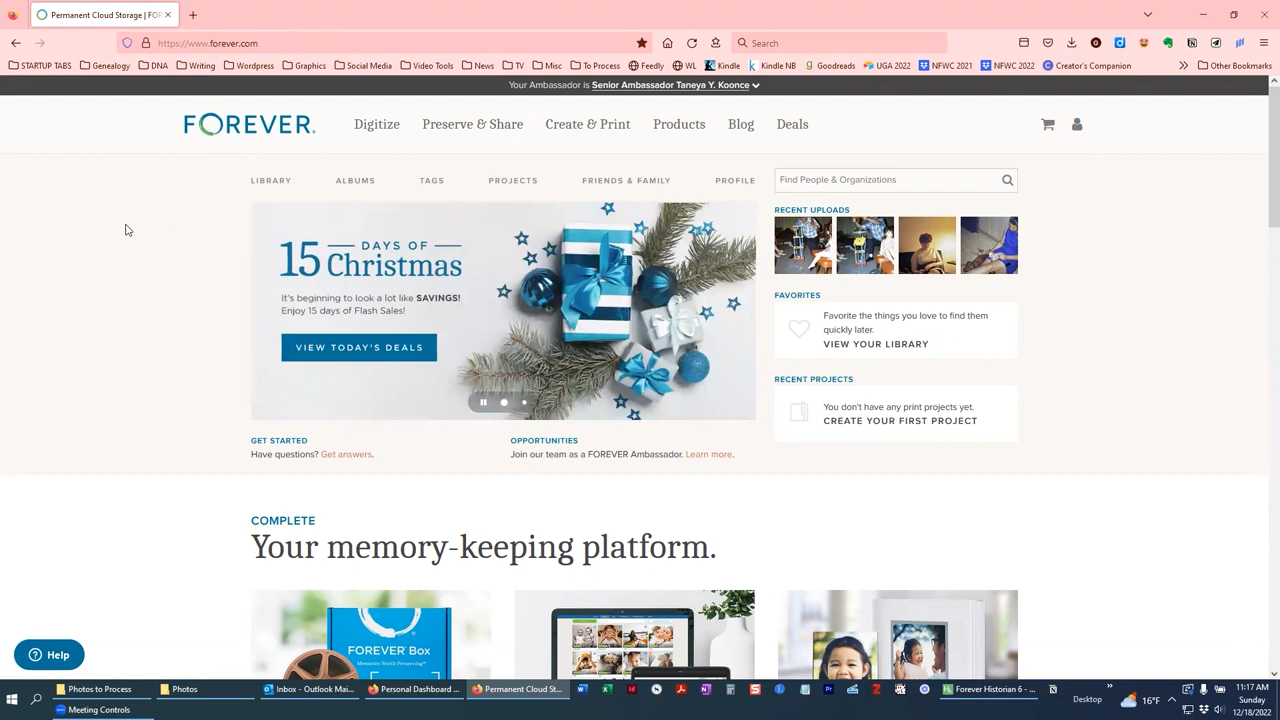 Permanent Cloud Storage | FOR
https://www.forever.com
Search
STARTUP TABS Genealogy DNA Writing Wordpress Graphics Social Media Video Tools News TV Misc To Process Feedly WL Kindle Kindle NB Goodreads UGA 2022 NFWC 2021 NFWC 2022 Creator's Companion Other Bookmarks
Your Ambassador is Senior Ambassador Taneya Y. Koonce
FOREVER.
Digitize Preserve & Share Create & Print Products Blog Deals
LIBRARY ALBUMS TAGS PROJECTS FRIENDS & FAMILY PROFILE
Find People & Organizations
15 DAYS OF
Christmas
It's beginning to look a lot like SAVINGS!
Enjoy 15 days of Flash Sales!
VIEW TODAY'S DEALS
RECENT UPLOADS
FAVORITES
Favorite the things you love to find them
quickly later.
VIEW YOUR LIBRARY
RECENT PROJECTS
You don't have any print projects yet.
CREATE YOUR FIRST PROJECT
GET STARTED
Have questions? Get answers.
OPPORTUNITIES
Join our team as a FOREVER Ambassador. Learn more.
COMPLETE
Your memory-keeping platform.
FOREVER Box
Memories Worth Preserving™
Help
Photos to Process Photos Inbox - Outlook Mai... Personal Dashboard ... Permanent Cloud St... Forever Historian 6 - ...
Meeting Controls
Desktop
16°F
11:17 AM
Sunday
12/18/2022